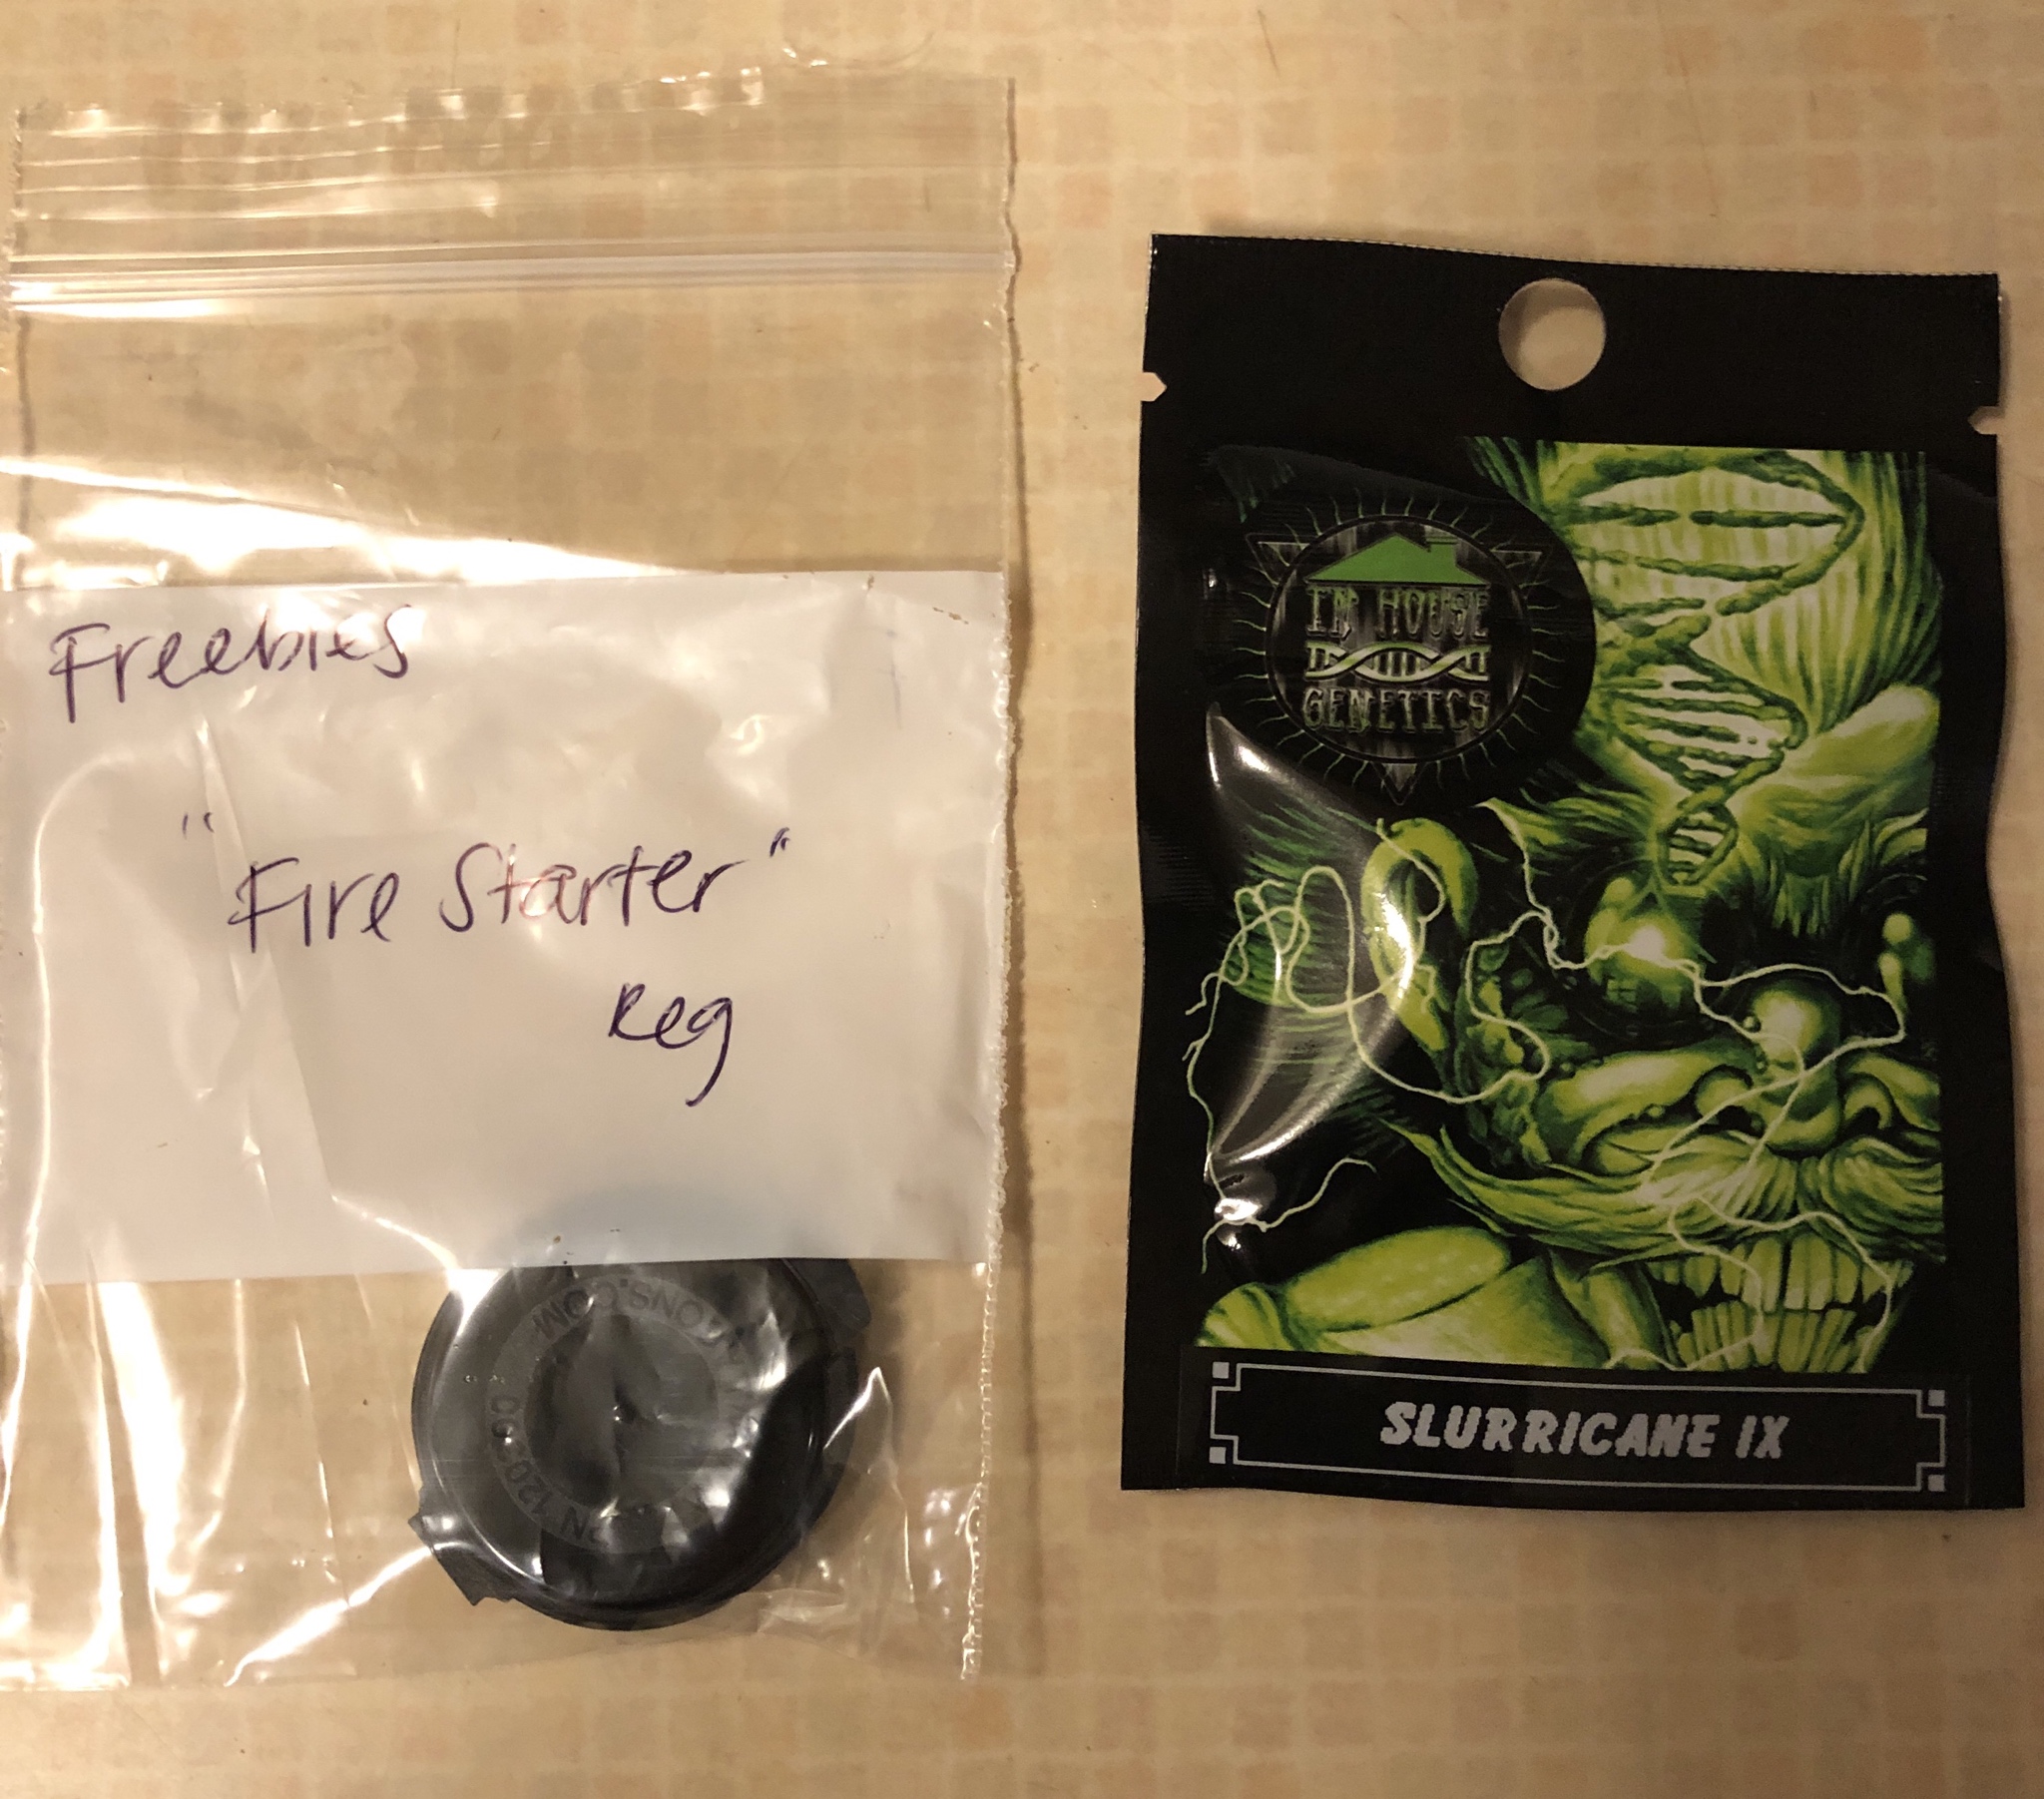 Freebies
" "Fire Starter"
Reg
IN HOUSE
GENETICS
SLURRICANE IX